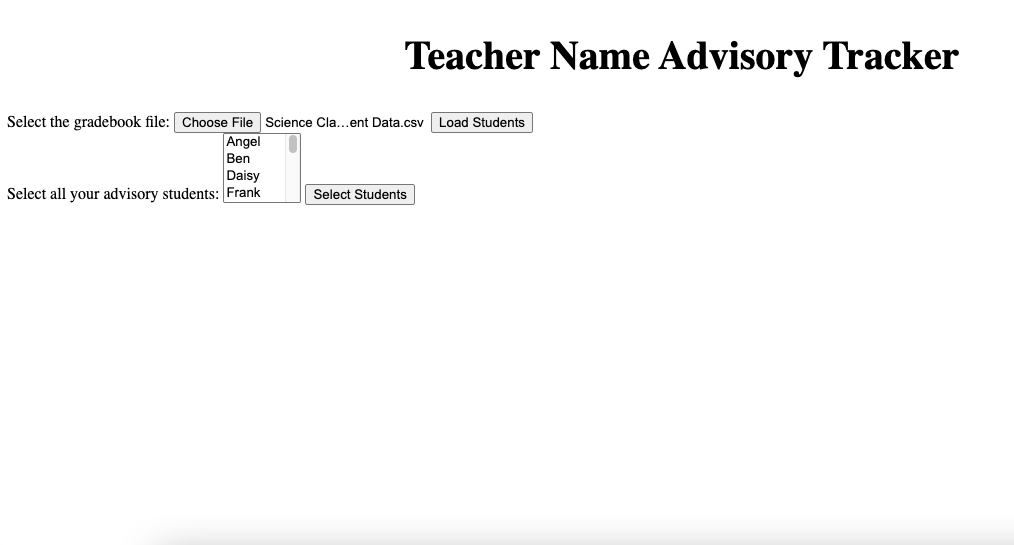 Teacher Name Advisory Tracker
Select the gradebook file: Choose File Science Cla…ent Data.csv Load Students
Angel
Ben
Daisy
Frank
Select all your advisory students: Select Students